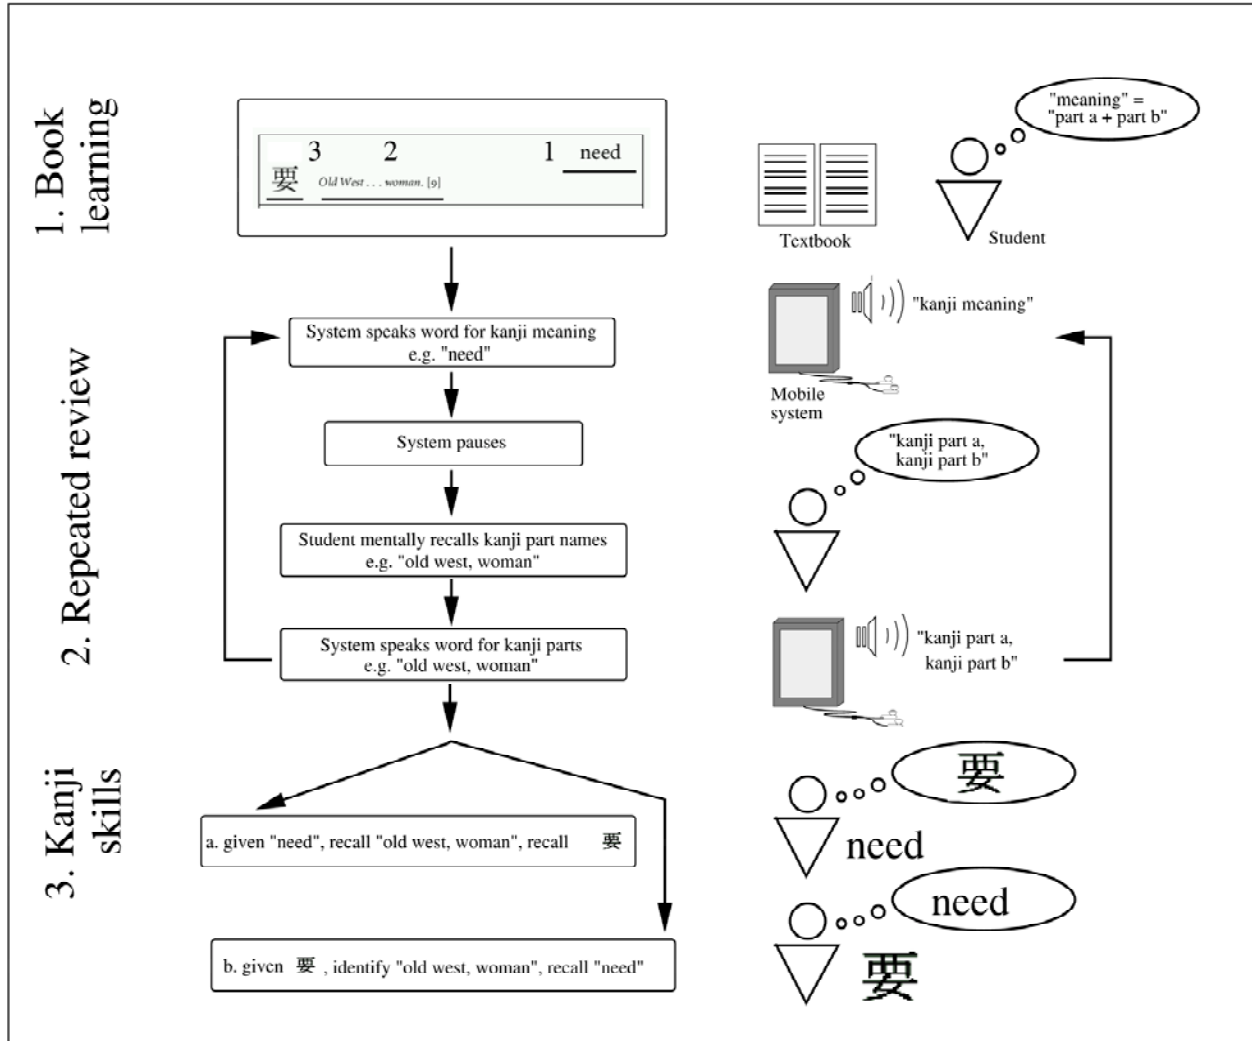 1. Book
learning
3 2 1 need
要 Old West . . . woman. [9]
"meaning" =
"part a + part b"
Textbook
Student
System speaks word for kanji meaning
e.g. "need"
"kanji meaning"
Mobile
system
2. Repeated review
System pauses
"kanji part a,
kanji part b"
Student mentally recalls kanji part names
e.g. "old west, woman"
System speaks word for kanji parts
e.g. "old west, woman"
"kanji part a,
kanji part b"
3. Kanji
skills
a. given "need", recall "old west, woman", recall 要
要
need
b. given 要 , identify "old west, woman", recall "need"
need
要